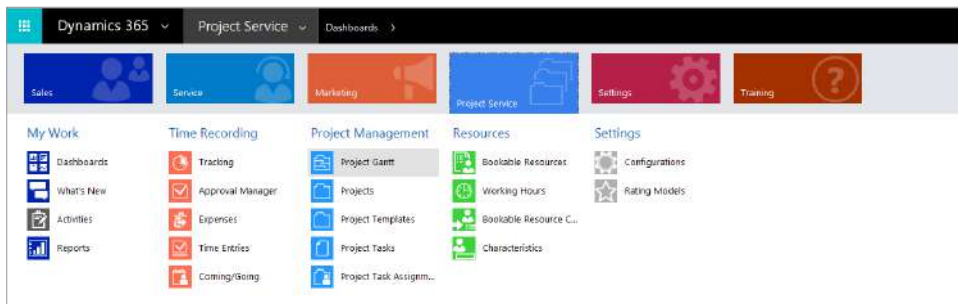 Dynamics 365 Project Service Dashboards
Sales Service Marketing Project Service Settings Training
My Work Time Recording Project Management Resources Settings
Dashboards Tracking Project Gantt Bookable Resources Configurations
What's New Approval Manager Projects Working Hours Rating Models
Activities Expenses Project Templates Bookable Resource C...
Reports Time Entries Project Tasks Characteristics
Coming/Going Project Task Assignm...